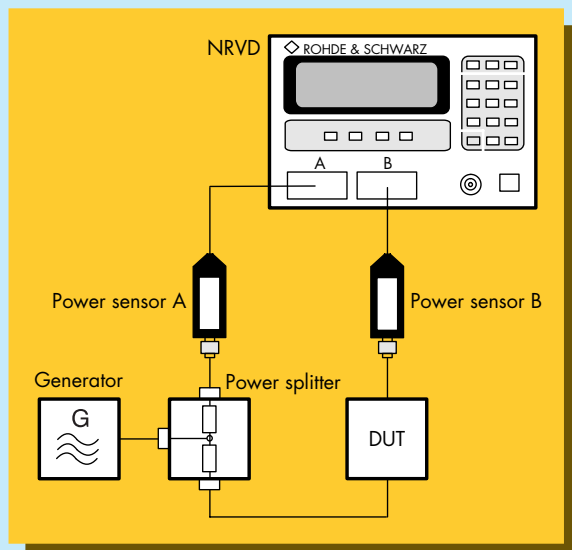 NRVD
ROHDE & SCHWARZ
A B
Power sensor A
Power sensor B
Generator
Power splitter
G
DUT